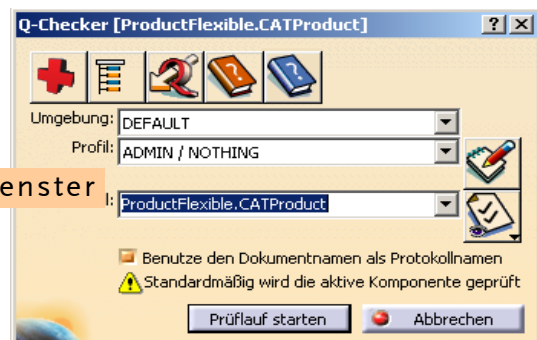 Q-Checker [ProductFlexible.CATProduct]
Umgebung: DEFAULT
Profil: ADMIN / NOTHING
enster
l: ProductFlexible.CATProduct
Benutze den Dokumentnamen als Protokollnamen
Standardmäßig wird die aktive Komponente geprüft
Prüflauf starten Abbrechen